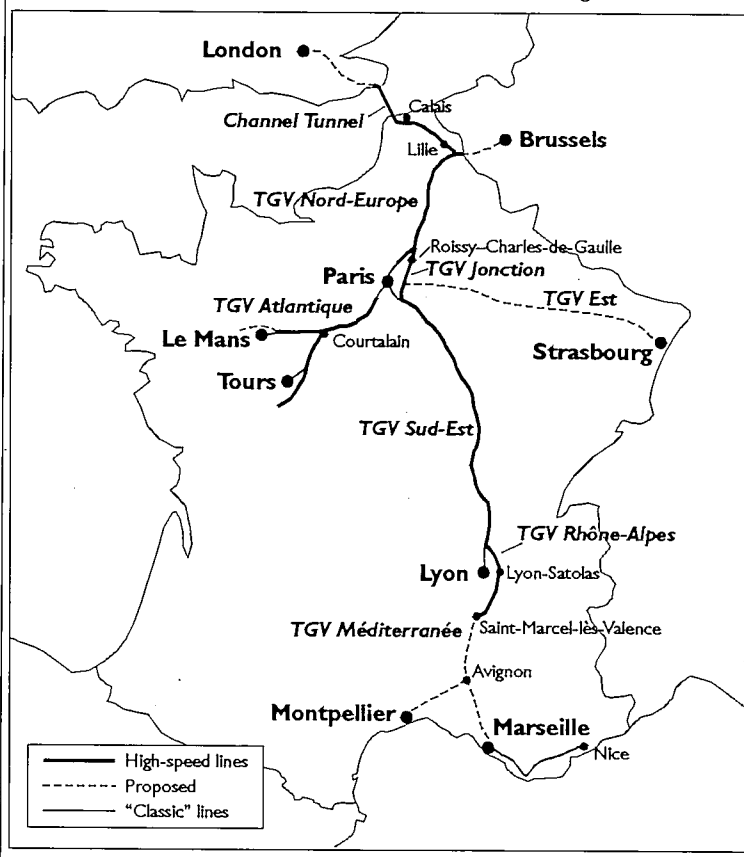 London
Calais
Channel Tunnel
Brussels
Lille
TGV Nord-Europe
Roissy–Charles-de-Gaulle
Paris
TGV Jonction
TGV Est
TGV Atlantique
Le Mans
Courtalain
Strasbourg
Tours
TGV Sud-Est
TGV Rhône-Alpes
Lyon
Lyon-Satolas
TGV Méditerranée
Saint-Marcel-lès-Valence
Avignon
Montpellier
Marseille
Nice
High-speed lines
Proposed
"Classic" lines